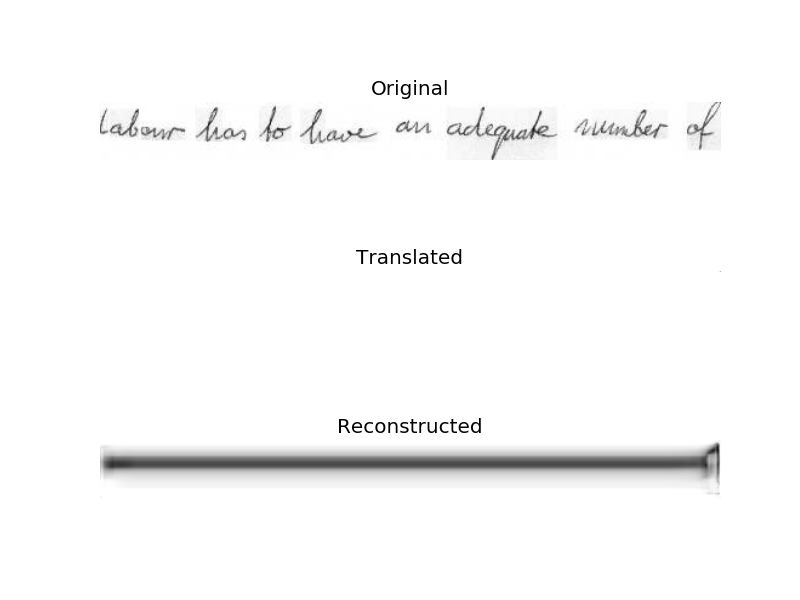 Original
Labour has to have an adequate number of
Translated
Reconstructed